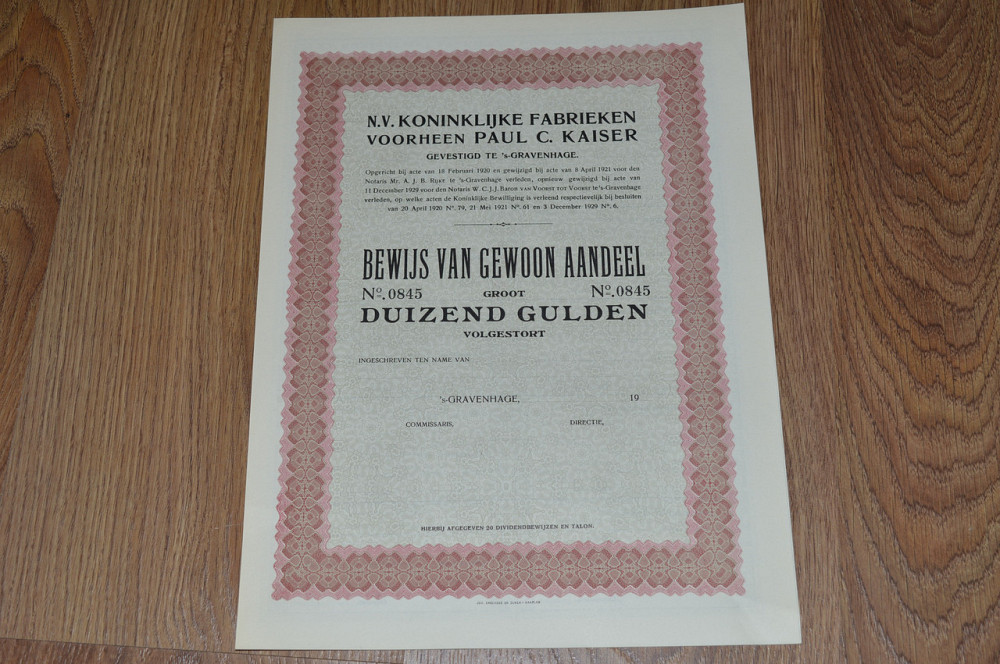 N.V. KONINKLIJKE FABRIEKEN
VOORHEEN PAUL C. KAISER
GEVESTIGD TE 's-GRAVENHAGE.
Opgericht bij acte van 16 Februari 1920 en gewijzigd bij acte van 8 April 1921 voor den
Notaris Mr. A. J. B. RIJKE te 's-Gravenhage verleden, opnieuw gewijzigd bij acte van
11 December 1929 voor den Notaris W. C. J. J. BARON VAN VOORST TOT VOORST te 's-Gravenhage
verleden, op welke acten de Koninklijke Bewilliging is verleend respectievelijk bij besluiten
van 20 April 1920 No. 79, 21 Mei 1921 No. 61 en 3 December 1929 No. 6.
BEWIJS VAN GEWOON AANDEEL
No. 0845 GROOT No. 0845
DUIZEND GULDEN
VOLGESTORT
INGESCHREVEN TEN NAME VAN
's-GRAVENHAGE, 19
COMMISSARIS, DIRECTIE,
HIERBIJ AFGEGEVEN 20 DIVIDENDBEWIJZEN EN TALON.